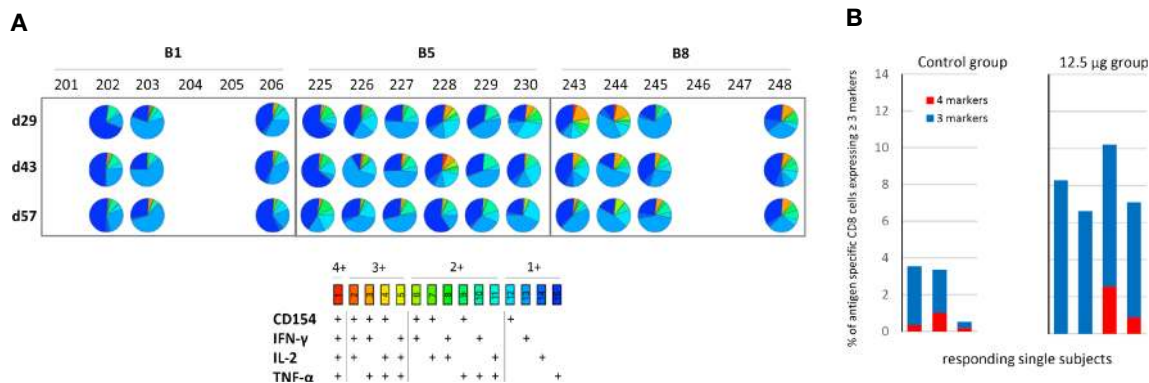 A
B
B1 B5 B8
201 202 203 204 205 206 225 226 227 228 229 230 243 244 245 246 247 248
d29
d43
d57
4+ 3+ 2+ 1+
CD154 + + + + + + + +
IFN-γ + + + + + + + +
IL-2 + + + + + + + +
TNF-α + + + + + + + +
Control group 12.5 µg group
% of antigen specific CD8 cells expressing ≥ 3 markers
14
12
10
8
6
4
2
0
4 markers
3 markers
responding single subjects